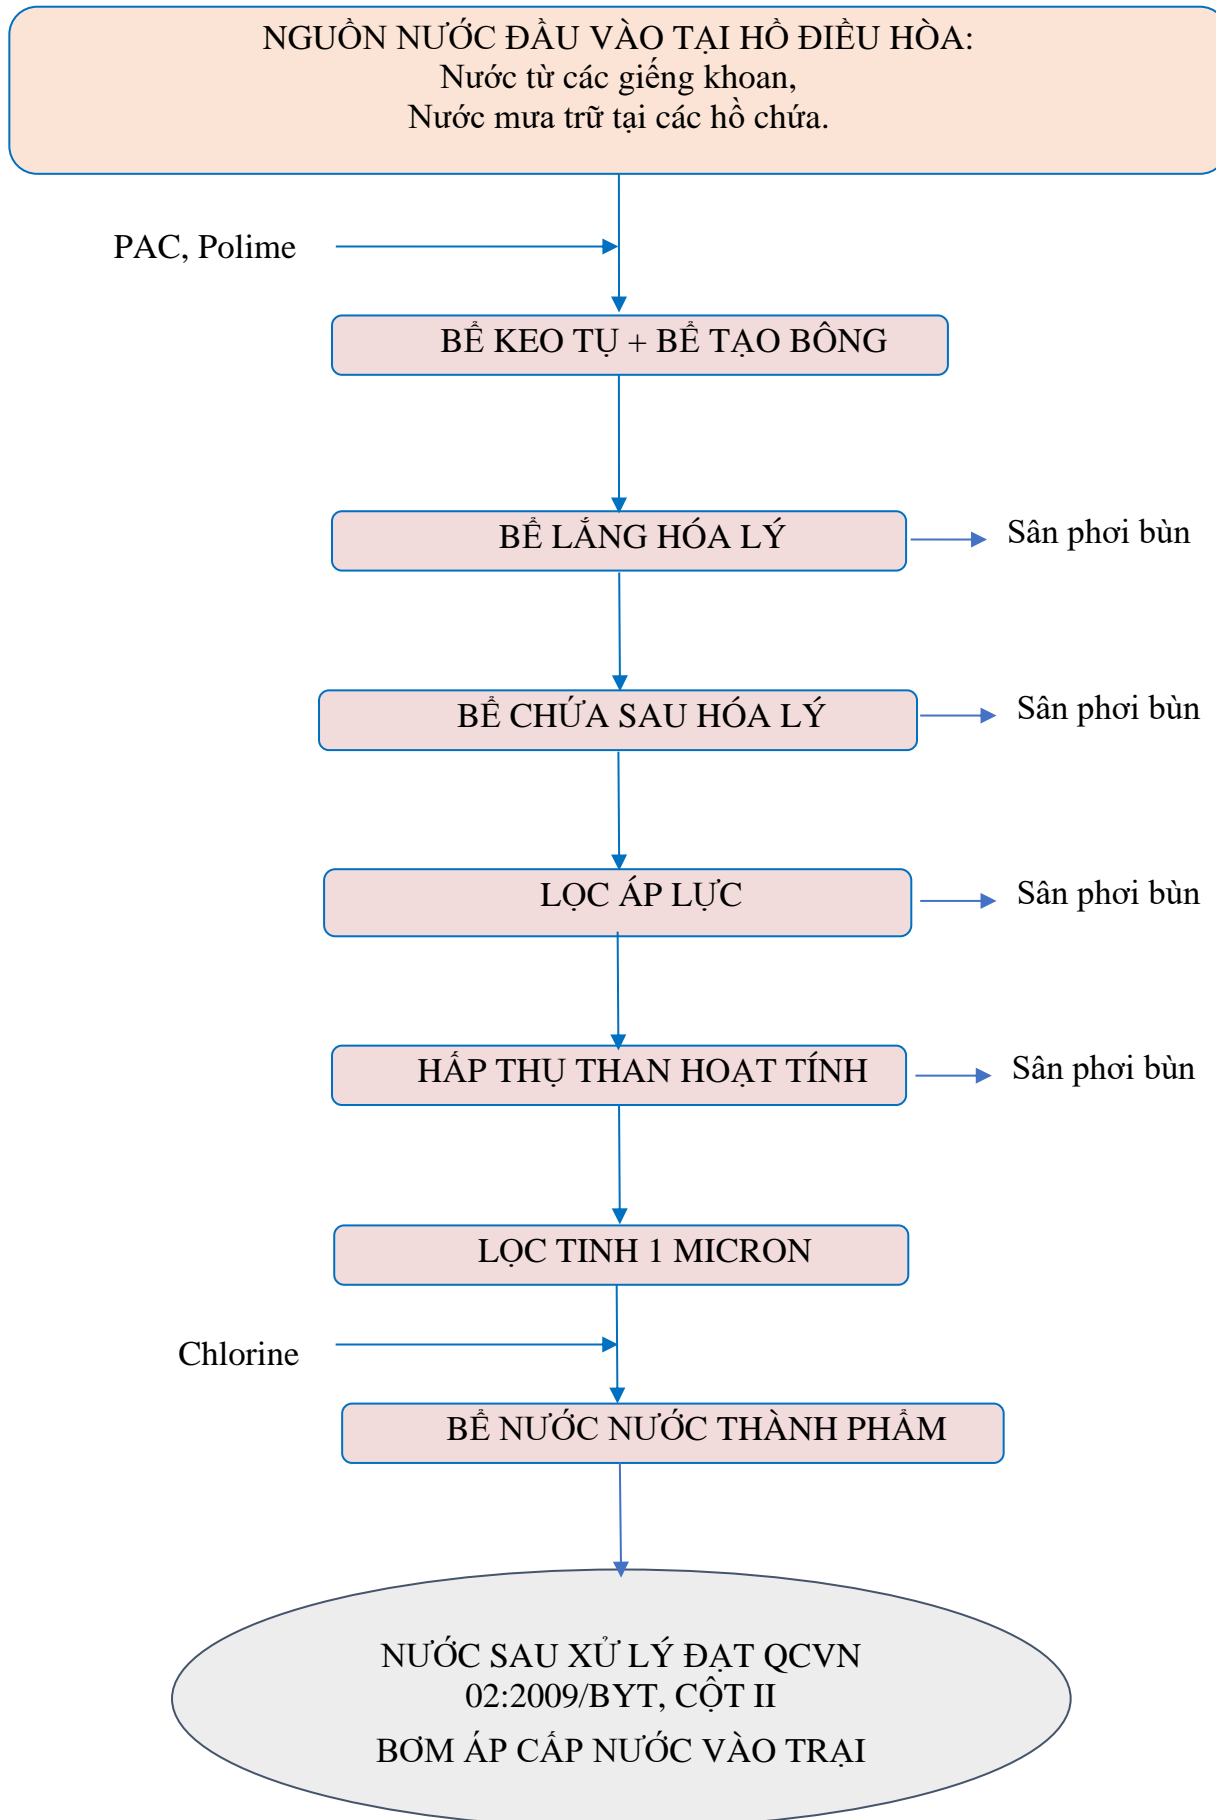 NGUỒN NƯỚC ĐẦU VÀO TẠI HỒ ĐIỀU HÒA:
Nước từ các giếng khoan,
Nước mưa trữ tại các hồ chứa.
PAC, Polime
BỂ KEO TỤ + BỂ TẠO BÔNG
BỂ LẮNG HÓA LÝ
Sân phơi bùn
BỂ CHỨA SAU HÓA LÝ
Sân phơi bùn
LỌC ÁP LỰC
Sân phơi bùn
HẤP THỤ THAN HOẠT TÍNH
Sân phơi bùn
LỌC TINH 1 MICRON
Chlorine
BỂ NƯỚC NƯỚC THÀNH PHẨM
NƯỚC SAU XỬ LÝ ĐẠT QCVN
02:2009/BYT, CỘT II
BƠM ÁP CẤP NƯỚC VÀO TRẠI